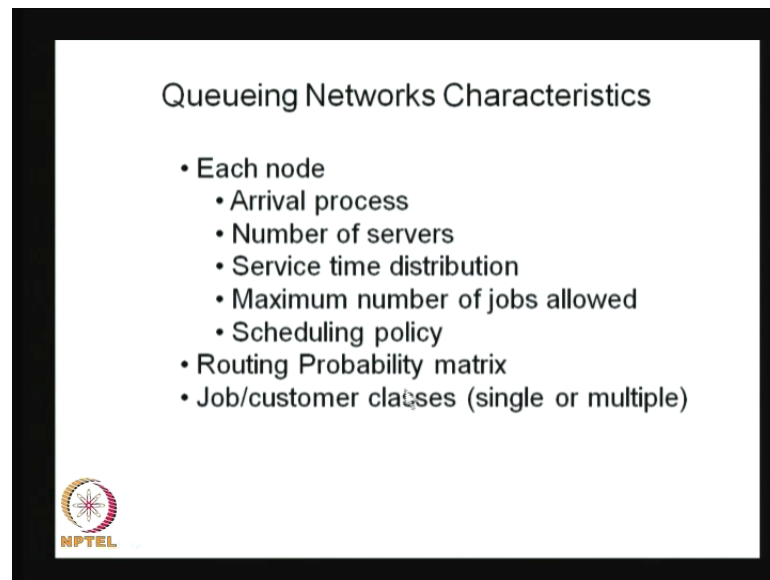 Queueing Networks Characteristics
• Each node
• Arrival process
• Number of servers
• Service time distribution
• Maximum number of jobs allowed
• Scheduling policy
• Routing Probability matrix
• Job/customer classes (single or multiple)
NPTEL